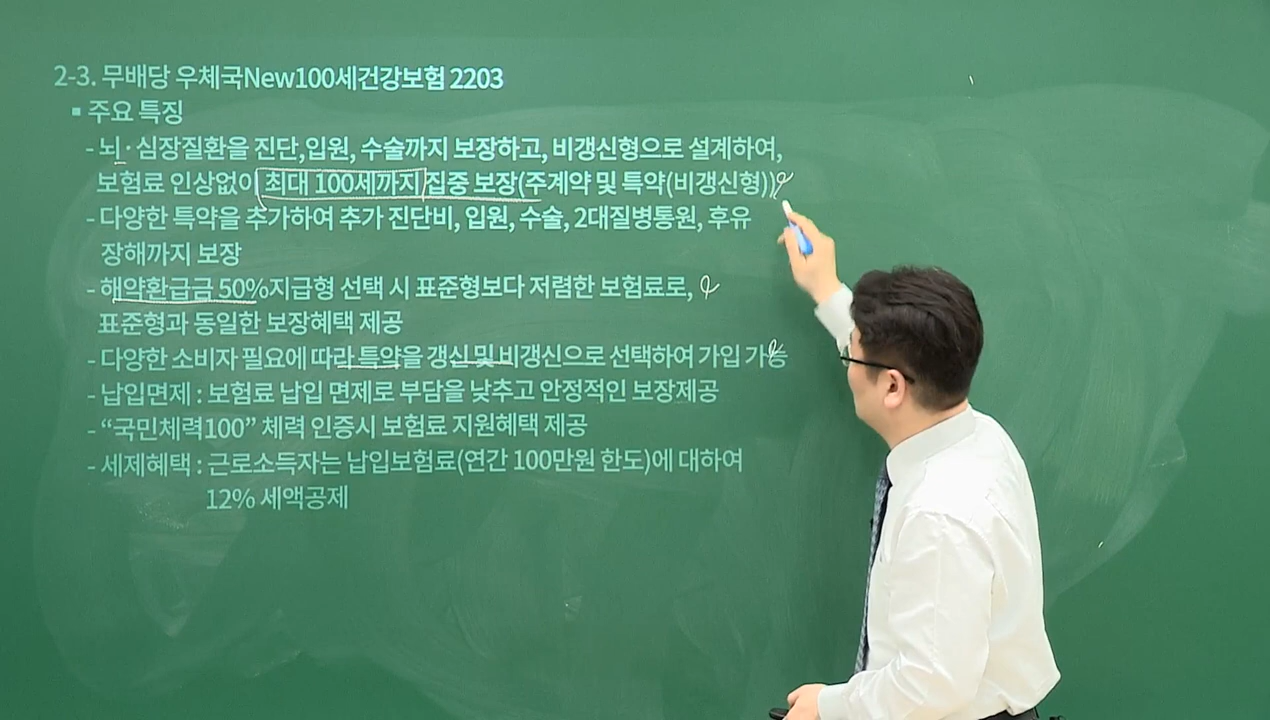 2-3. 무배당 우체국New100세건강보험 2203
▪ 주요 특징
- 뇌·심장질환을 진단,입원, 수술까지 보장하고, 비갱신형으로 설계하여,
보험료 인상없이 최대 100세까지 집중 보장(주계약 및 특약(비갱신형))
- 다양한 특약을 추가하여 추가 진단비, 입원, 수술, 2대질병통원, 후유
장해까지 보장
- 해약환급금 50%지급형 선택 시 표준형보다 저렴한 보험료로,
표준형과 동일한 보장혜택 제공
- 다양한 소비자 필요에 따라 특약을 갱신 및 비갱신으로 선택하여 가입 가능
- 납입면제 : 보험료 납입 면제로 부담을 낮추고 안정적인 보장제공
- “국민체력100” 체력 인증시 보험료 지원혜택 제공
- 세제혜택 : 근로소득자는 납입보험료(연간 100만원 한도)에 대하여
12% 세액공제